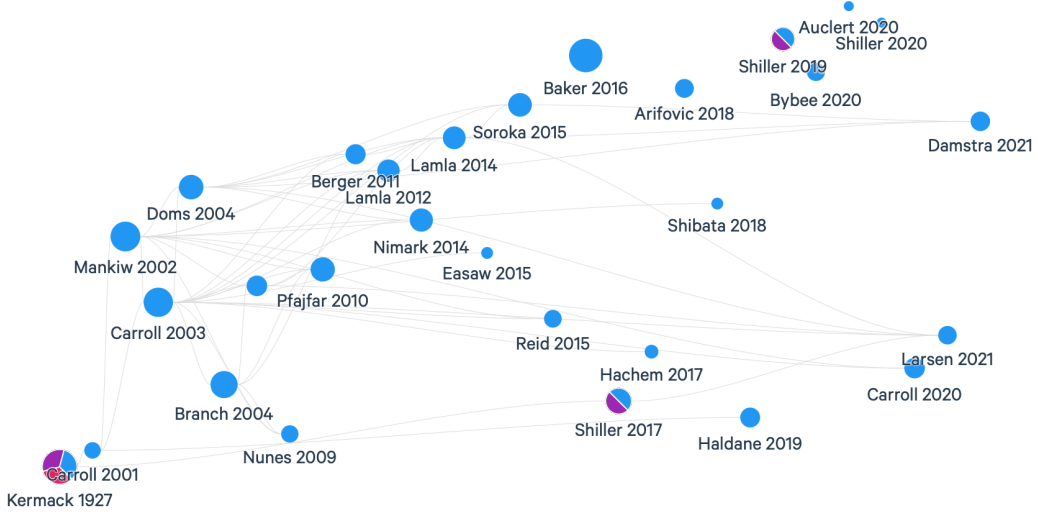 Auclert 2020
Shiller 2020
Shiller 2019
Baker 2016
Bybee 2020
Arifovic 2018
Soroka 2015
Damstra 2021
Lamla 2014
Berger 2011
Lamla 2012
Doms 2004
Shibata 2018
Nimark 2014
Mankiw 2002
Easaw 2015
Pfajfar 2010
Carroll 2003
Reid 2015
Larsen 2021
Hachem 2017
Carroll 2020
Branch 2004
Shiller 2017
Haldane 2019
Nunes 2009
Carroll 2001
Kermack 1927